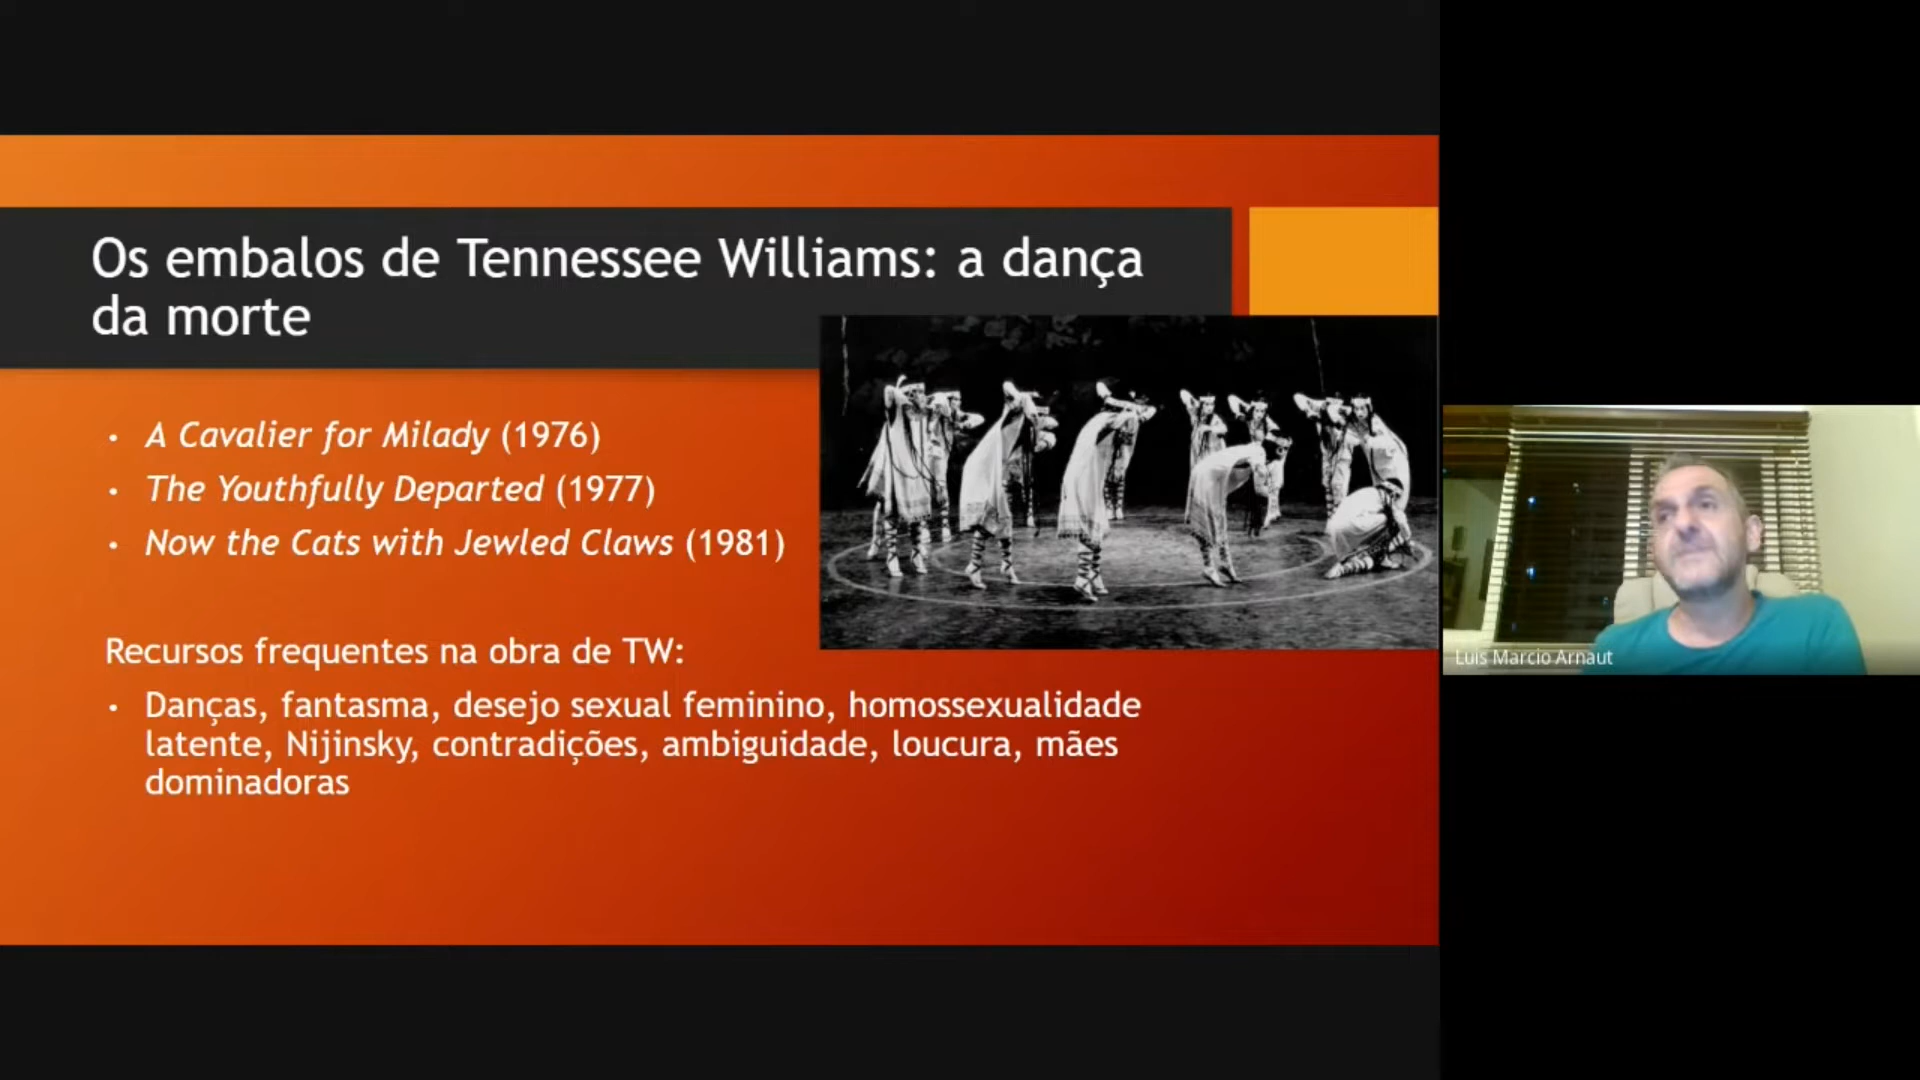 Os embalos de Tennessee Williams: a dança
da morte
• A Cavalier for Milady (1976)
• The Youthfully Departed (1977)
• Now the Cats with Jewled Claws (1981)
Recursos frequentes na obra de TW:
• Danças, fantasma, desejo sexual feminino, homossexualidade
latente, Nijinsky, contradições, ambiguidade, loucura, mães
dominadoras
Luis Marcio Arnaut